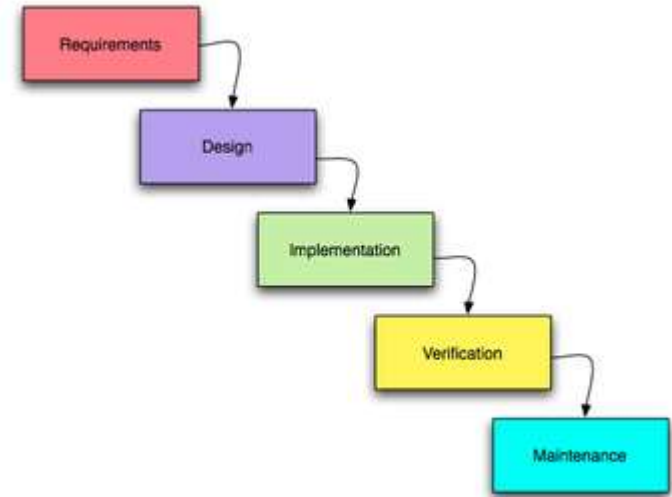 Requirements
Design
Implementation
Verification
Maintenance